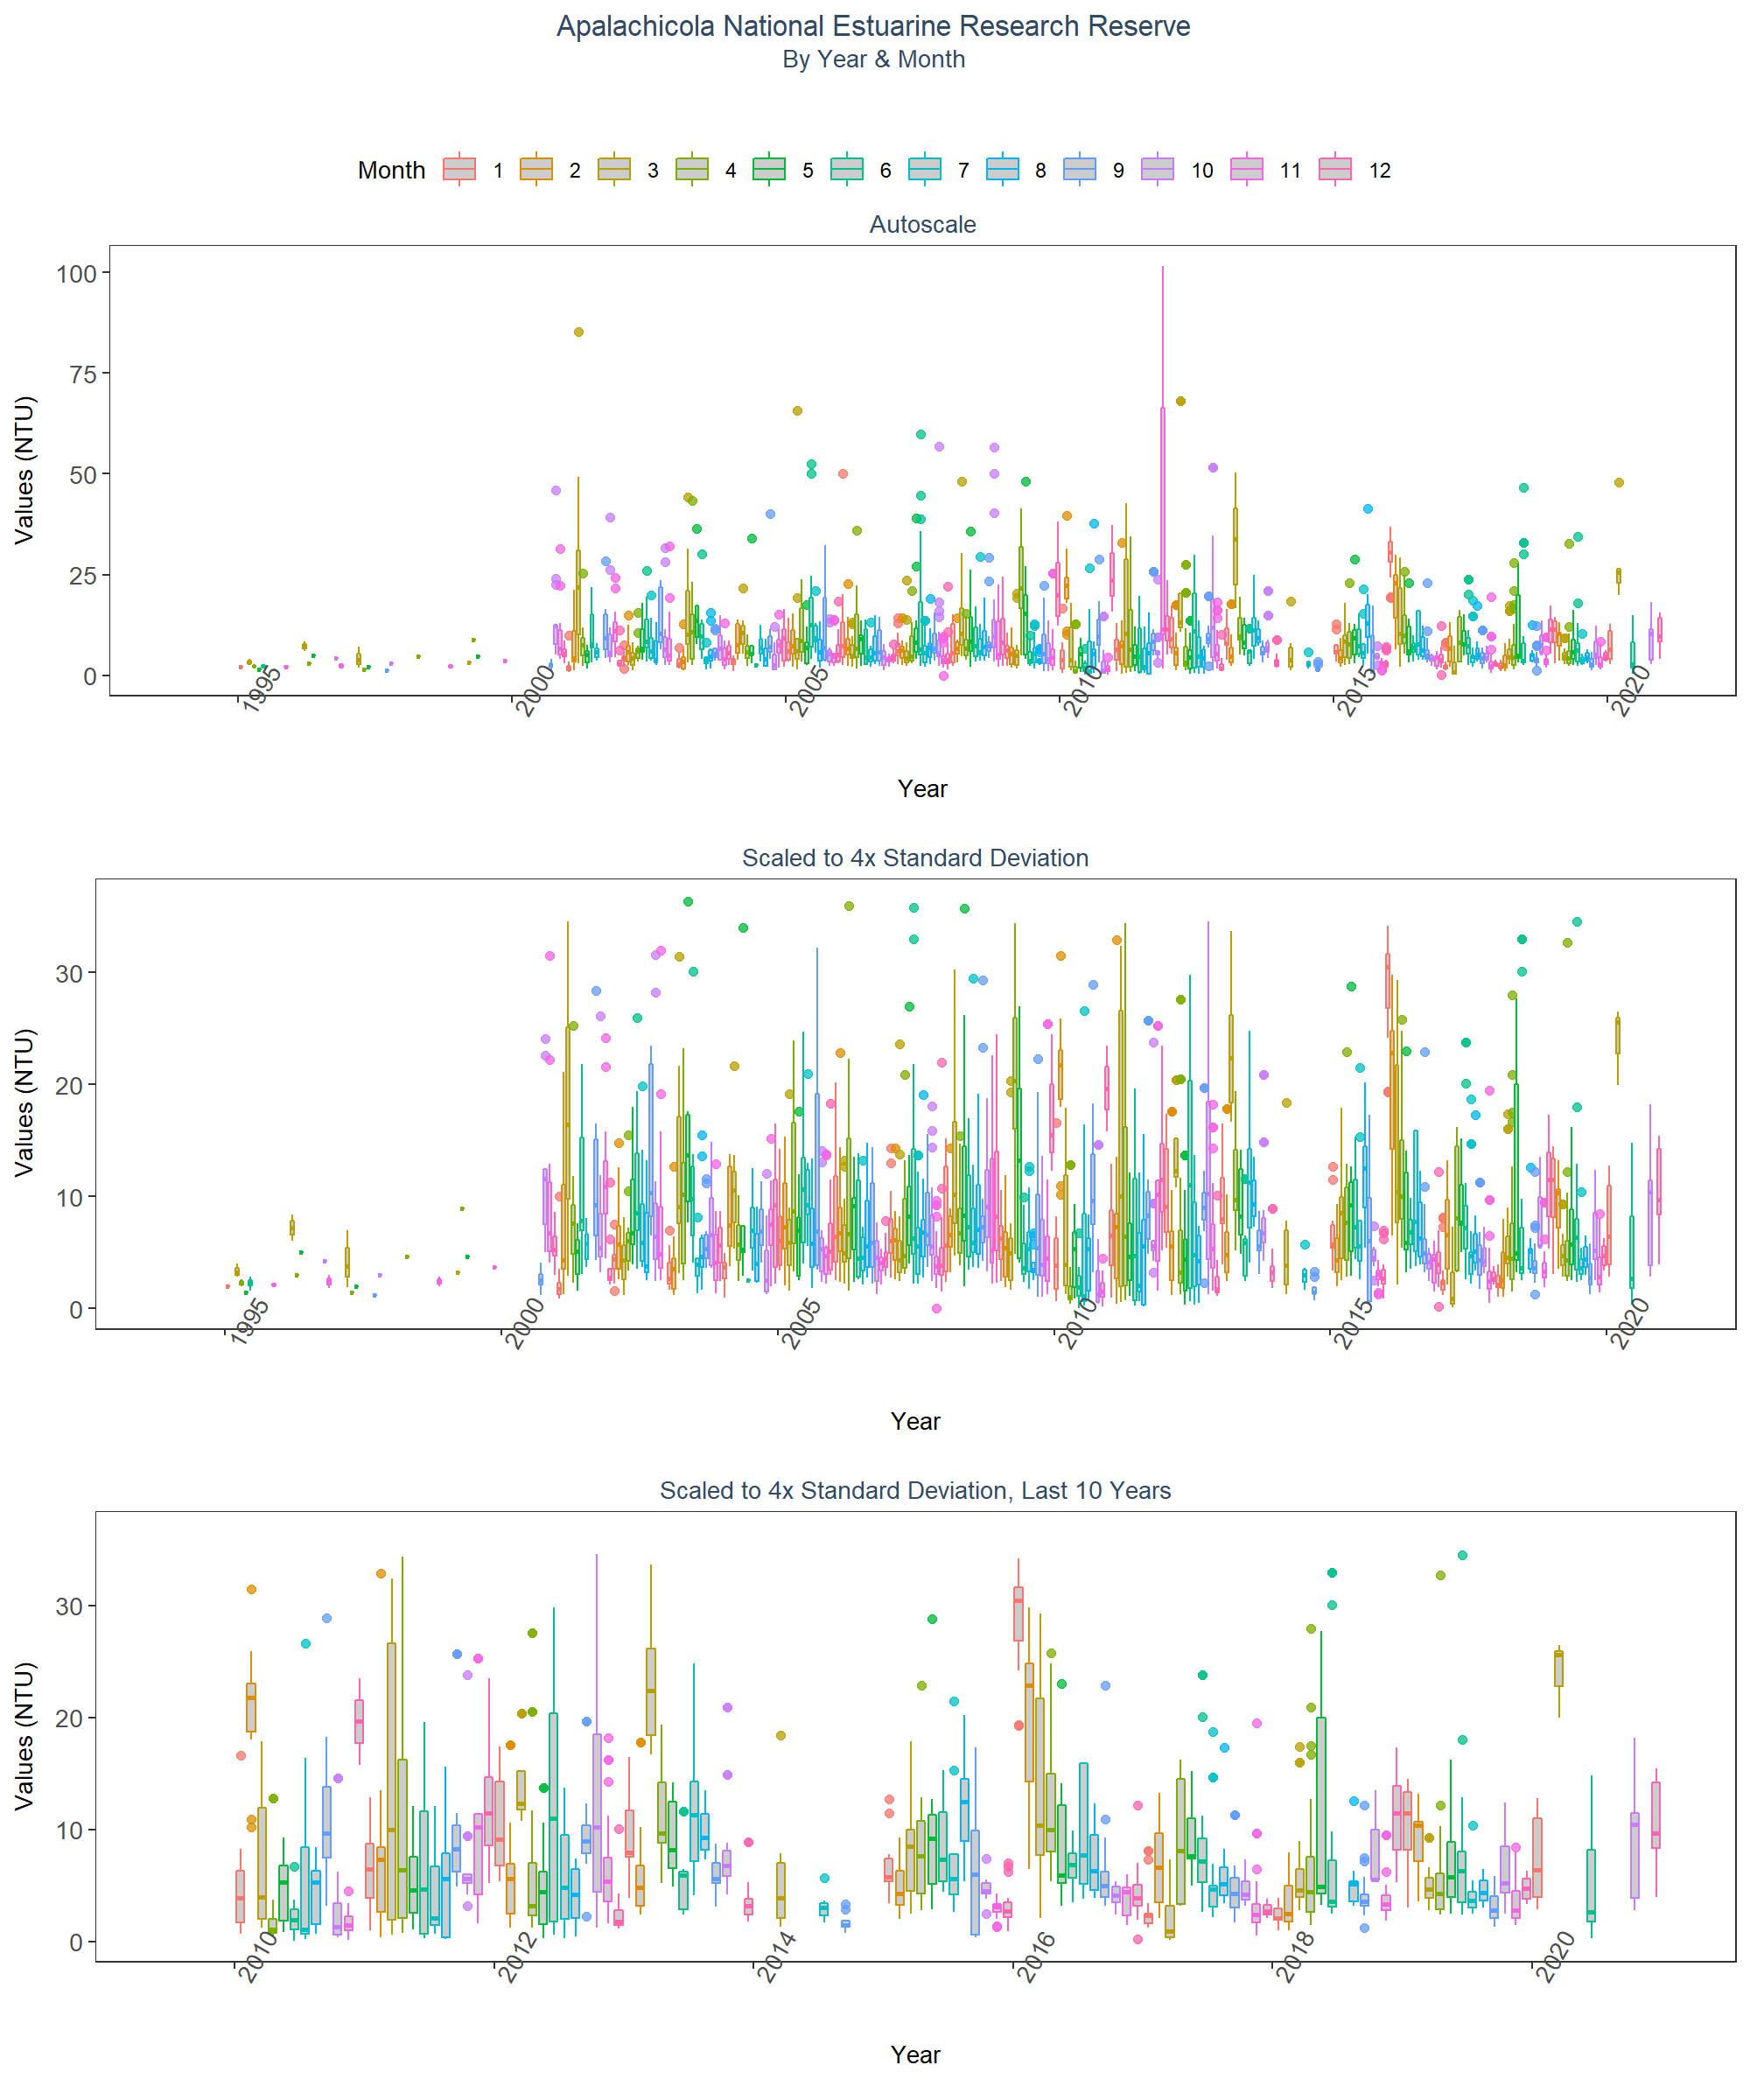 Apalachicola National Estuarine Research Reserve
By Year & Month
Month 1 2 3 4 5 6 7 8 9 10 11 12
Autoscale
Values (NTU)
100
75
50
25
0
1995 2000 2005 2010 2015 2020
Year
Scaled to 4x Standard Deviation
Values (NTU)
30
20
10
0
1995 2000 2005 2010 2015 2020
Year
Scaled to 4x Standard Deviation, Last 10 Years
Values (NTU)
30
20
10
0
2010 2012 2014 2016 2018 2020
Year